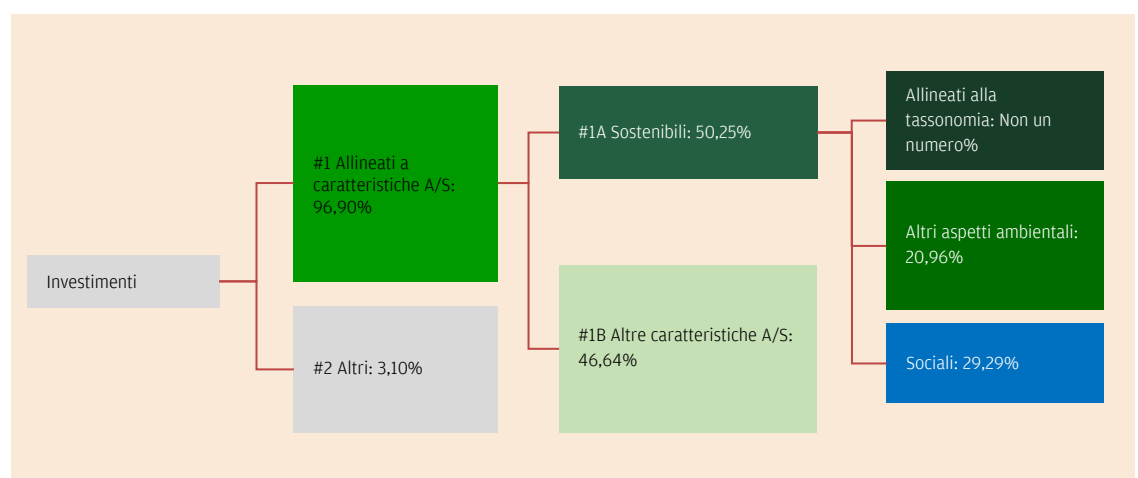 Investimenti
#1 Allineati a
caratteristiche A/S:
96,90%
#2 Altri: 3,10%
#1A Sostenibili: 50,25%
#1B Altre caratteristiche A/S:
46,64%
Allineati alla
tassonomia: Non un
numero%
Altri aspetti ambientali:
20,96%
Sociali: 29,29%